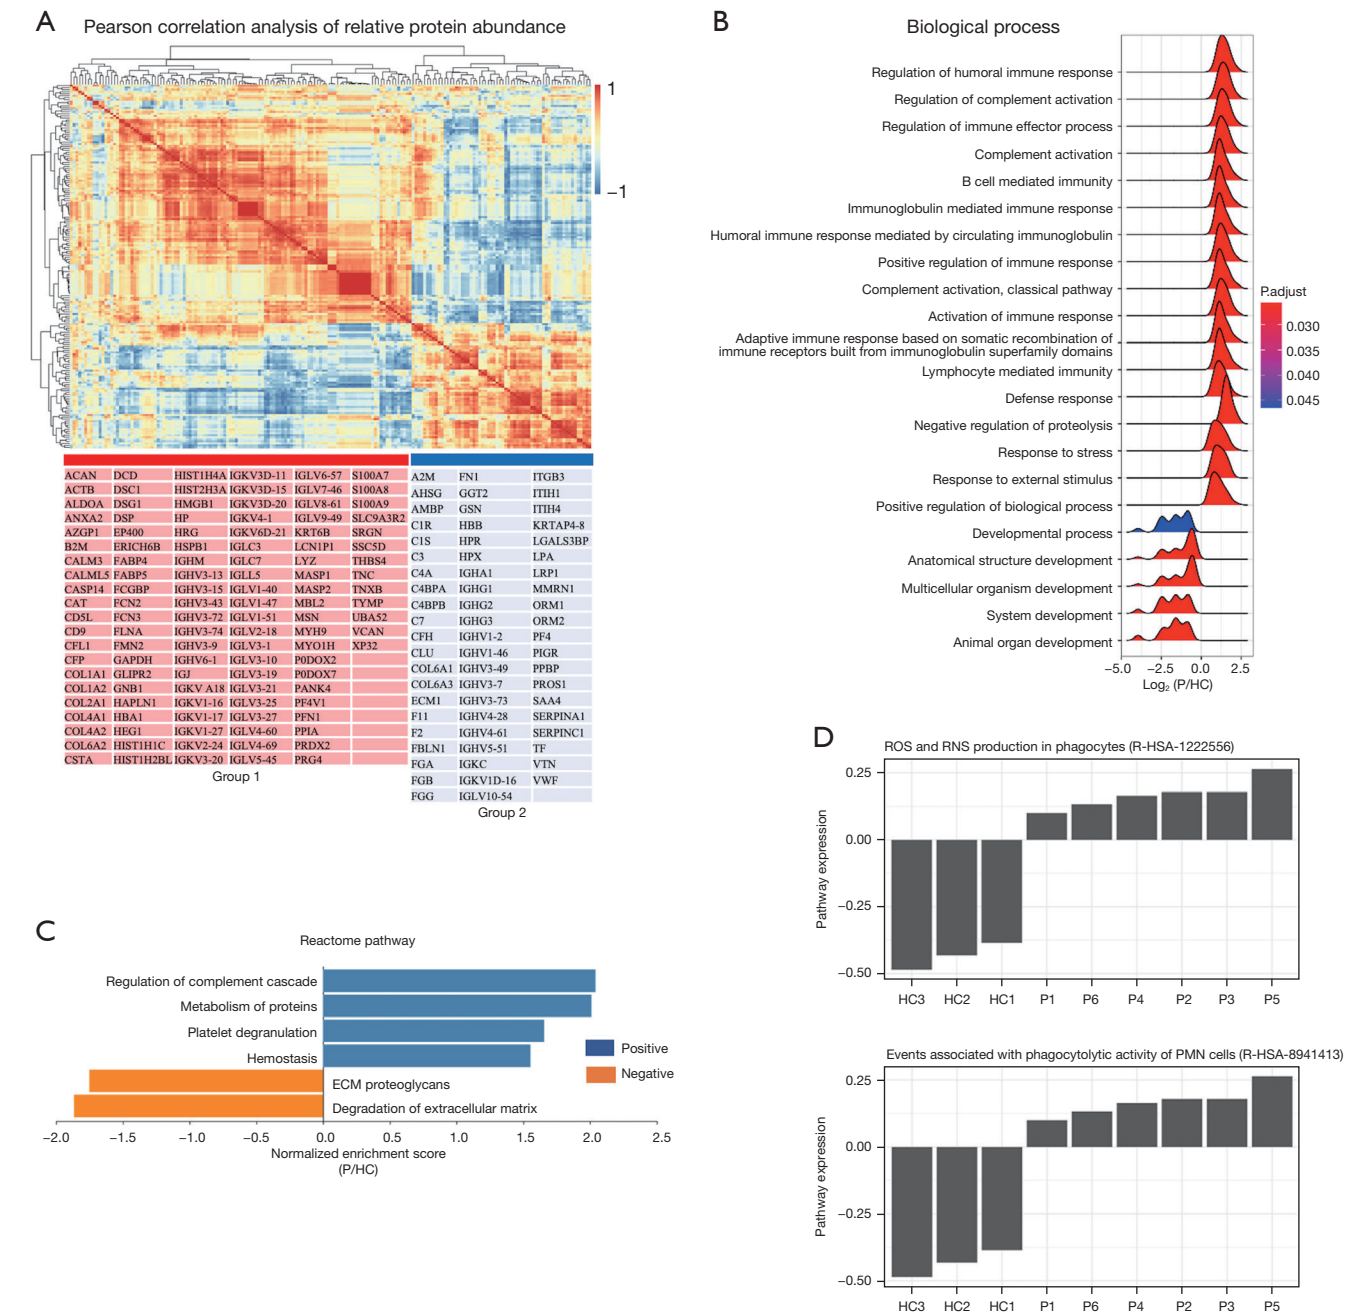 A
Pearson correlation analysis of relative protein abundance
1
−1
ACAN DCD HIST1H4A IGKV3D-11 IGLV6-57 S100A7
ACTB DSC1 HIST2H3A IGKV3D-15 IGLV7-46 S100A8
ALDOA DSG1 HMGB1 IGKV3D-20 IGLV8-61 S100A9
ANXA2 DSP HP IGKV4-1 IGLV9-49 SLC9A3R2
AZGP1 EP400 HRG IGKV6D-21 KRT6B SRGN
B2M ERICH6B HSPB1 IGLC3 LCN1P1 SSC5D
CALM3 FABP4 IGHM IGLC7 LYZ THBS4
CALML5 FABP5 IGHV3-13 IGLL5 MASP1 TNC
CASP14 FCGBP IGHV3-15 IGLV1-40 MASP2 TNXB
CAT FCN2 IGHV3-43 IGLV1-47 MBL2 TYMP
CD5L FCN3 IGHV3-72 IGLV1-51 MSN UBA52
CD9 FLNA IGHV3-74 IGLV2-18 MYH9 VCAN
CFL1 FMN2 IGHV3-9 IGLV3-1 MYO1H XP32
CFP GAPDH IGHV6-1 IGLV3-10 P0DOX2
COL1A1 GLIPR2 IGJ IGLV3-19 P0DOX7
COL1A2 GNB1 IGKV A18 IGLV3-21 PANK4
COL2A1 HAPLN1 IGKV1-16 IGLV3-25 PF4V1
COL4A1 HBA1 IGKV1-17 IGLV3-27 PFN1
COL4A2 HEG1 IGKV1-27 IGLV4-60 PPIA
COL6A2 HIST1H1C IGKV2-24 IGLV4-69 PRDX2
CSTA HIST1H2BL IGKV3-20 IGLV5-45 PRG4
Group 1
A2M FN1 ITGB3
AHSG GGT2 ITIH1
AMBP GSN ITIH4
C1R HBB KRTAP4-8
C1S HPR LGALS3BP
C3 HPX LPA
C4A IGHA1 LRP1
C4BPA IGHG1 MMRN1
C4BPB IGHG2 ORM1
C7 IGHG3 ORM2
CFH IGHV1-2 PF4
CLU IGHV1-46 PIGR
COL6A1 IGHV3-49 PPBP
COL6A3 IGHV3-7 PROS1
ECM1 IGHV3-73 SAA4
F11 IGHV4-28 SERPINA1
F2 IGHV4-61 SERPINC1
FBLN1 IGHV5-51 TF
FGA IGKC VTN
FGB IGKV1D-16 VWF
FGG IGLV10-54
Group 2
B
Biological process
Regulation of humoral immune response
Regulation of complement activation
Regulation of immune effector process
Complement activation
B cell mediated immunity
Immunoglobulin mediated immune response
Humoral immune response mediated by circulating immunoglobulin
Positive regulation of immune response
Complement activation, classical pathway
Activation of immune response
Adaptive immune response based on somatic recombination of
immune receptors built from immunoglobulin superfamily domains
Lymphocyte mediated immunity
Defense response
Negative regulation of proteolysis
Response to stress
Response to external stimulus
Positive regulation of biological process
Developmental process
Anatomical structure development
Multicellular organism development
System development
Animal organ development
−5.0 −2.5 0.0 2.5
Log₂ (P/HC)
P.adjust
0.030
0.035
0.040
0.045
C
Reactome pathway
Regulation of complement cascade
Metabolism of proteins
Platelet degranulation
Hemostasis
ECM proteoglycans
Degradation of extracellular matrix
Positive
Negative
−2.0 −1.5 −1.0 −0.5 0.0 0.5 1.0 1.5 2.0 2.5
Normalized enrichment score
(P/HC)
D
ROS and RNS production in phagocytes (R-HSA-1222556)
Pathway expression
0.25
0.00
−0.25
−0.50
HC3 HC2 HC1 P1 P6 P4 P2 P3 P5
Events associated with phagocytolytic activity of PMN cells (R-HSA-8941413)
Pathway expression
0.25
0.00
−0.25
−0.50
HC3 HC2 HC1 P1 P6 P4 P2 P3 P5